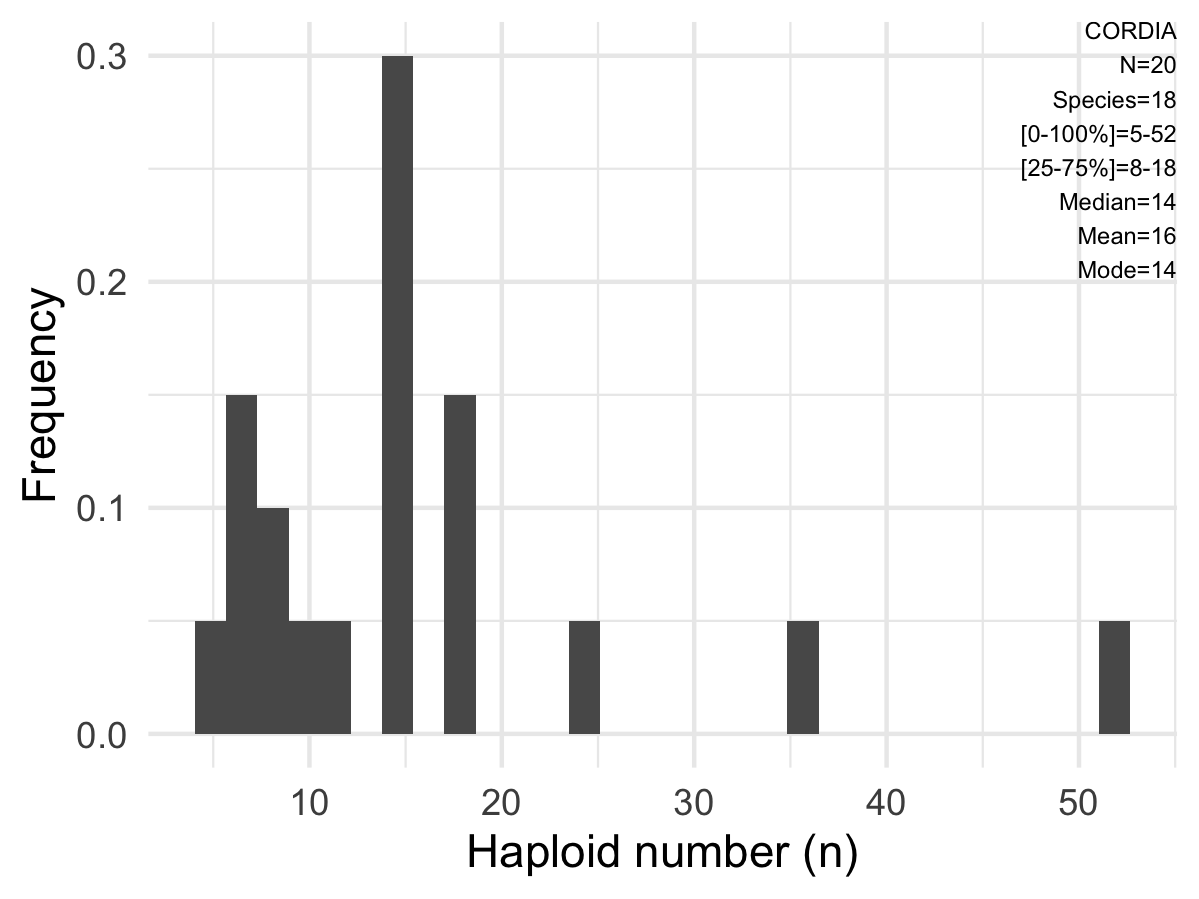 CORDIA
N=20
Species=18
[0-100%]=5-52
[25-75%]=8-18
Median=14
Mean=16
Mode=14
0.3
0.2
0.1
0.0
Frequency
10 20 30 40 50
Haploid number (n)